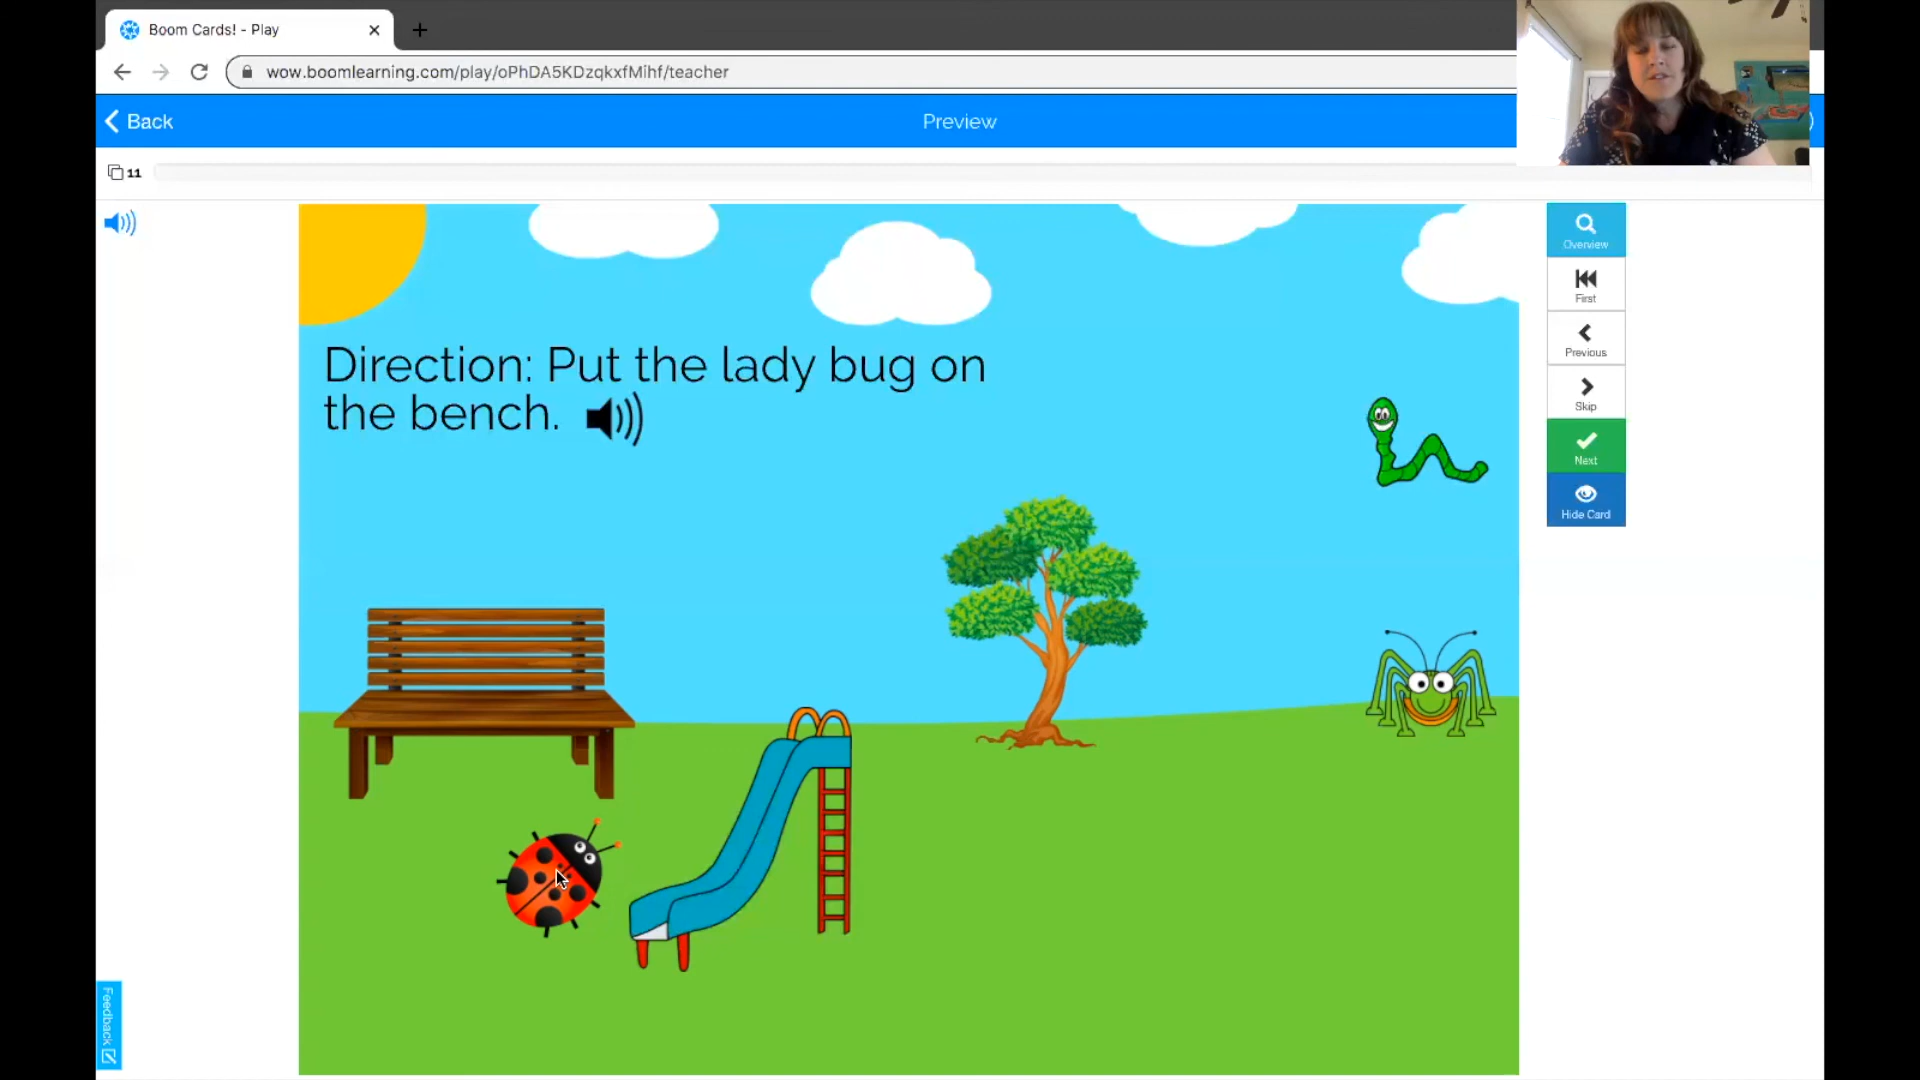 Boom Cards! - Play
wow.boomlearning.com/play/oPhDA5KDzqkxfMihf/teacher
Back
Preview
11
Direction: Put the lady bug on
the bench.
Overview
First
Previous
Skip
Next
Hide Card
Feedback